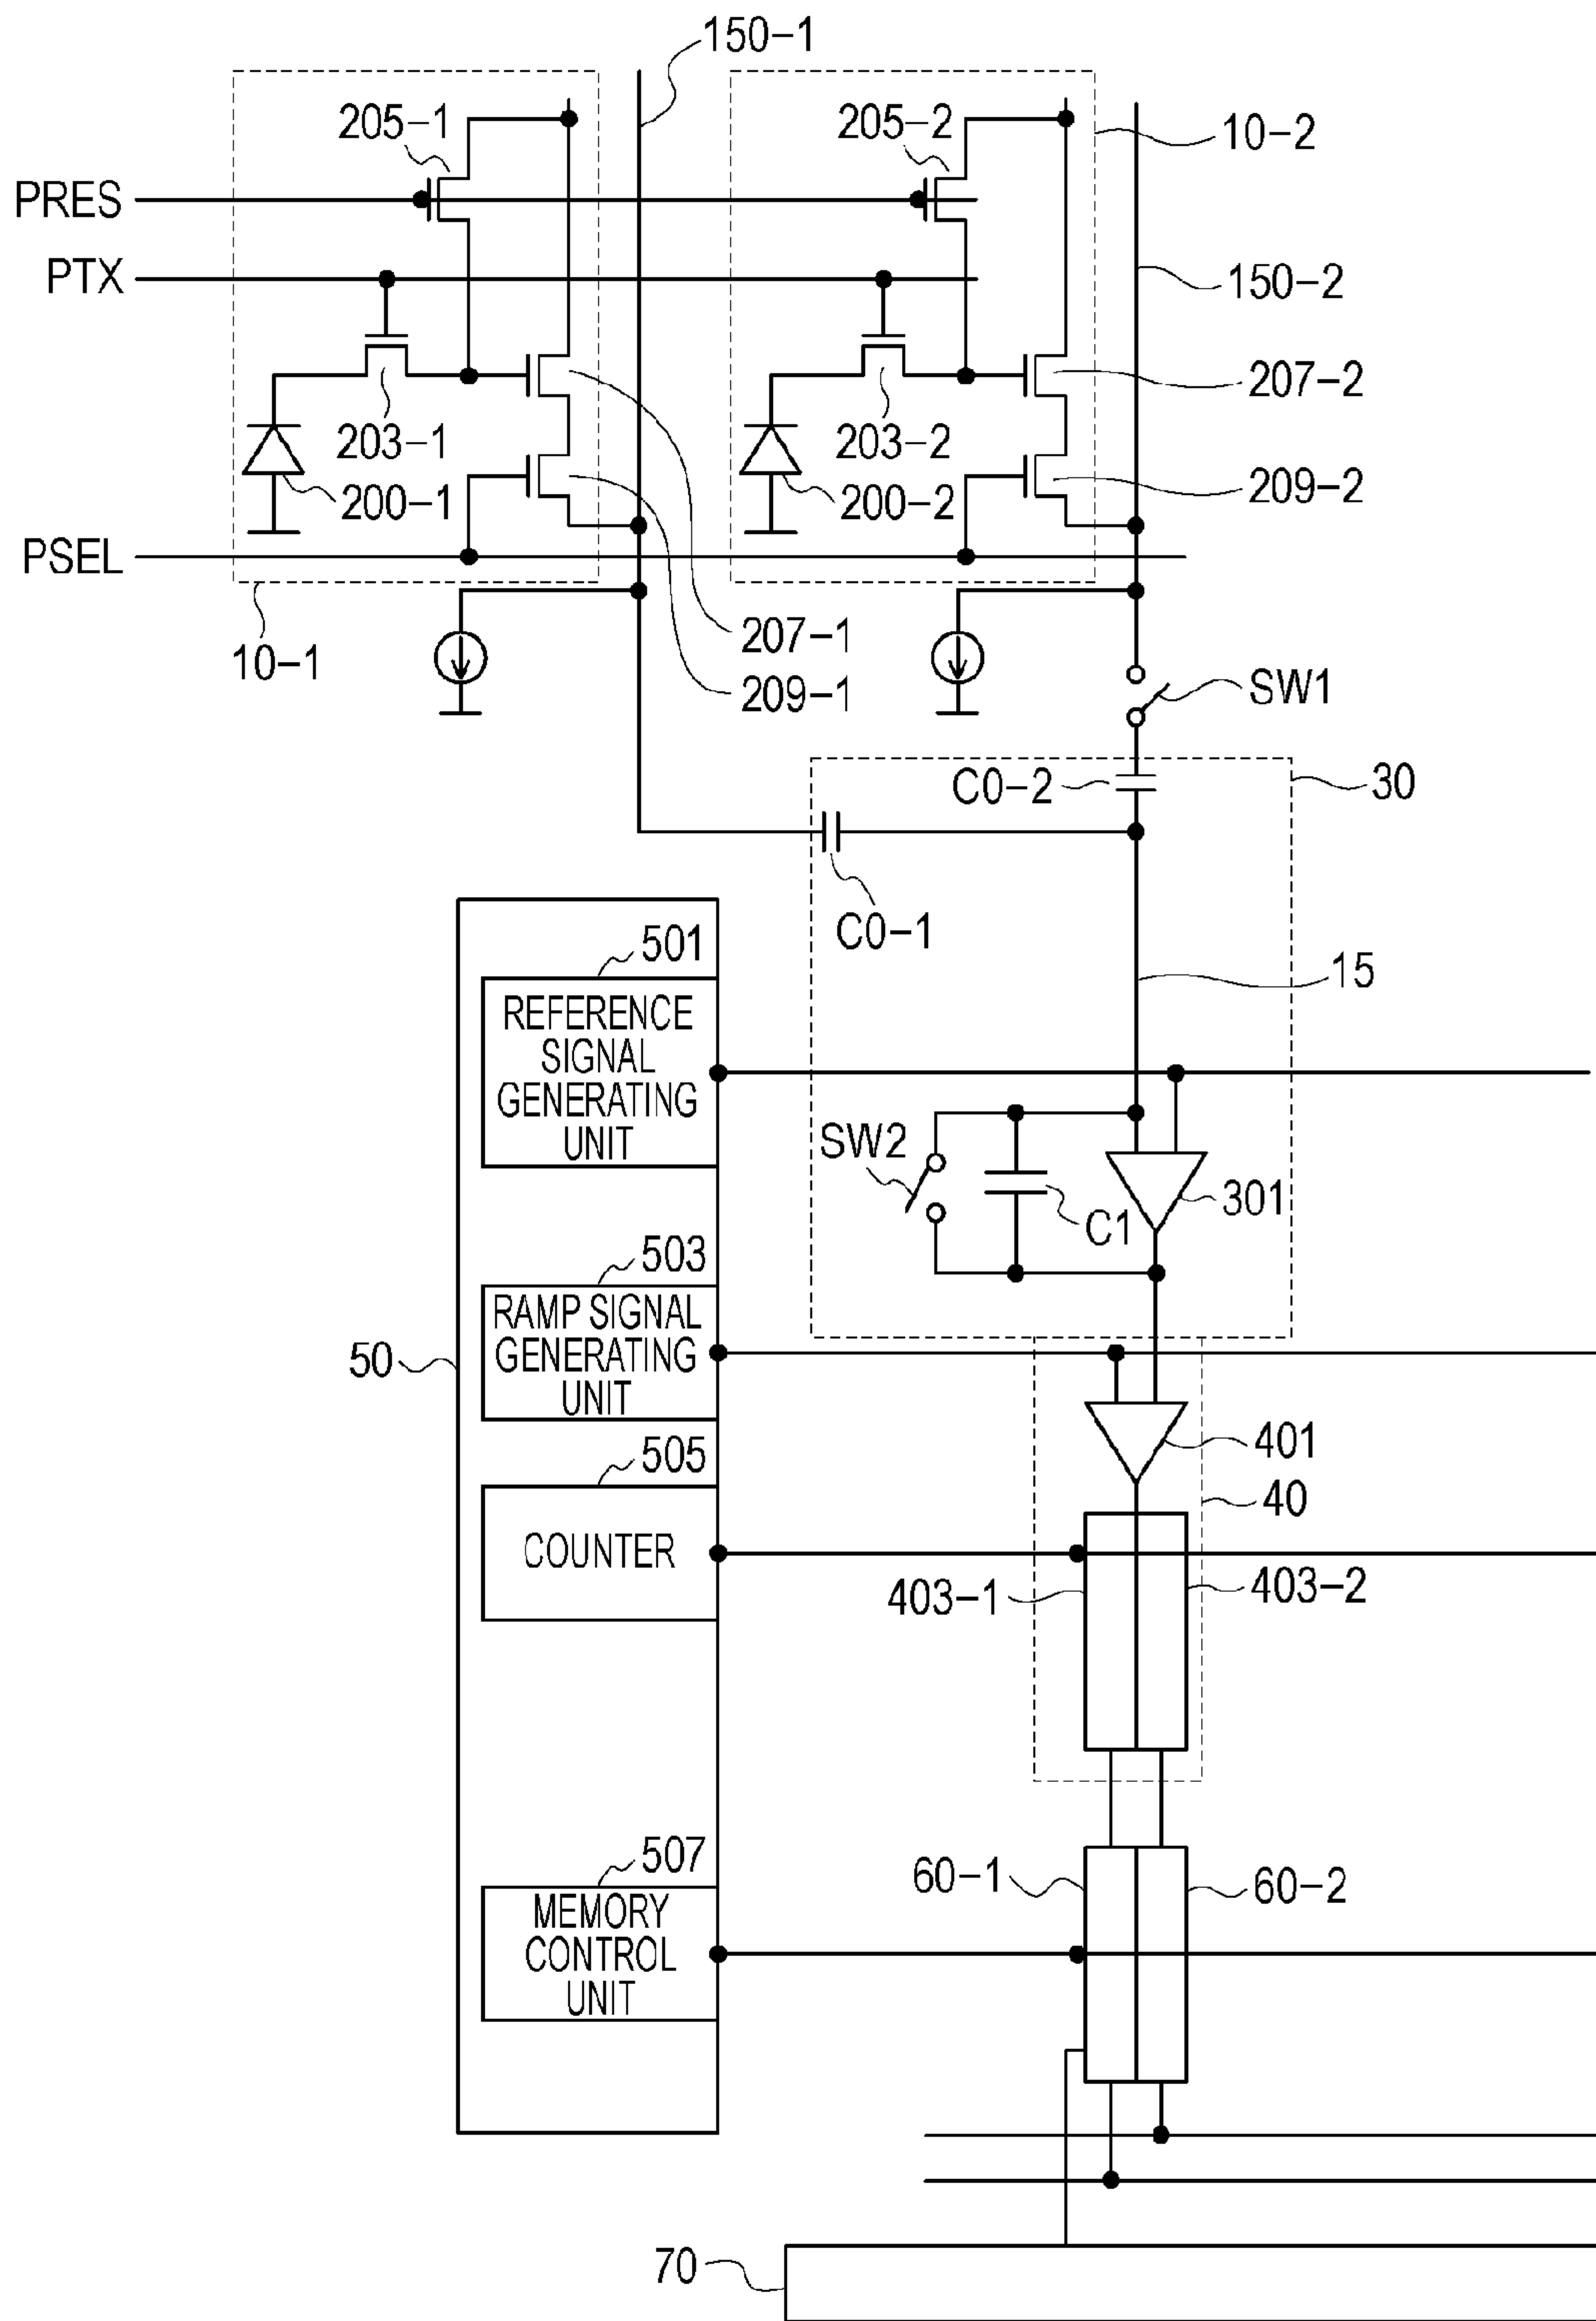 150-1
205-1
205-2
10-2
PRES
PTX
150-2
207-2
203-1
203-2
200-1
200-2
209-2
PSEL
207-1
10-1
209-1
SW1
C0-2
30
C0-1
501
15
REFERENCE
SIGNAL
GENERATING
UNIT
SW2
301
C1
503
RAMP SIGNAL
GENERATING
UNIT
50
401
505
40
COUNTER
403-1
403-2
507
60-1
60-2
MEMORY
CONTROL
UNIT
70